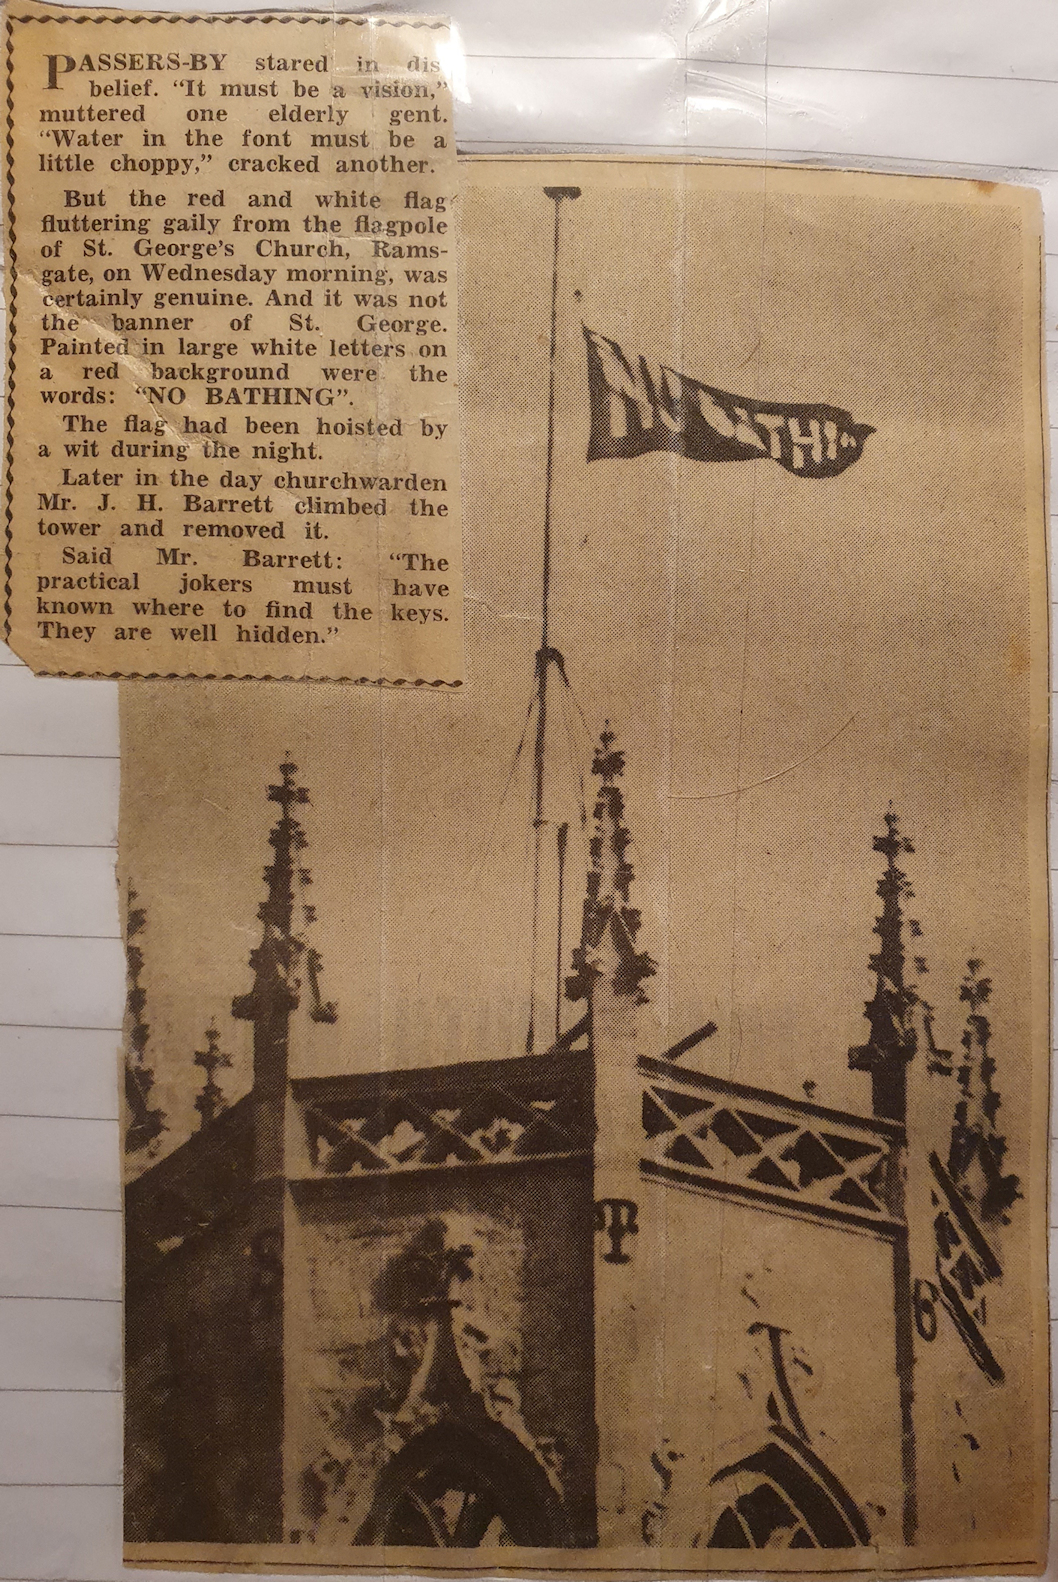 PASSERS-BY stared in dis
belief. “It must be a vision,”
muttered one elderly gent.
“Water in the font must be a
little choppy,” cracked another.
But the red and white flag
fluttering gaily from the flagpole
of St. George’s Church, Rams-
gate, on Wednesday morning, was
certainly genuine. And it was not
the banner of St. George.
Painted in large white letters on
a red background were the
words: “NO BATHING”.
The flag had been hoisted by
a wit during the night.
Later in the day churchwarden
Mr. J. H. Barrett climbed the
tower and removed it.
Said Mr. Barrett: “The
practical jokers must have
known where to find the keys.
They are well hidden.”
NO BATHI